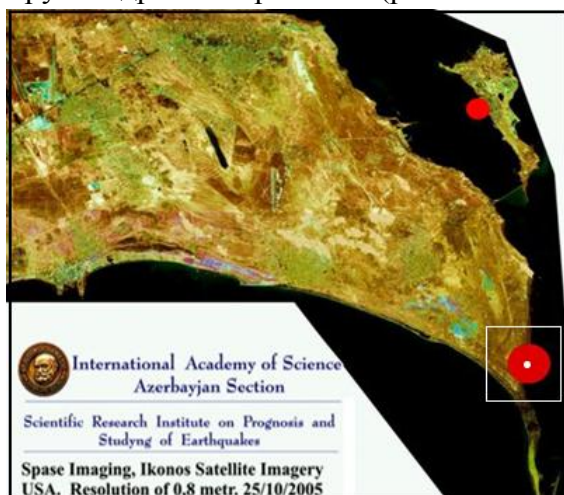 International Academy of Science
Azerbayjan Section
Scientific Research Institute on Prognosis and
Studyng of Earthquakes
Spase Imaging, Ikonos Satellite Imagery
USA. Resolution of 0,8 metr. 25/10/2005